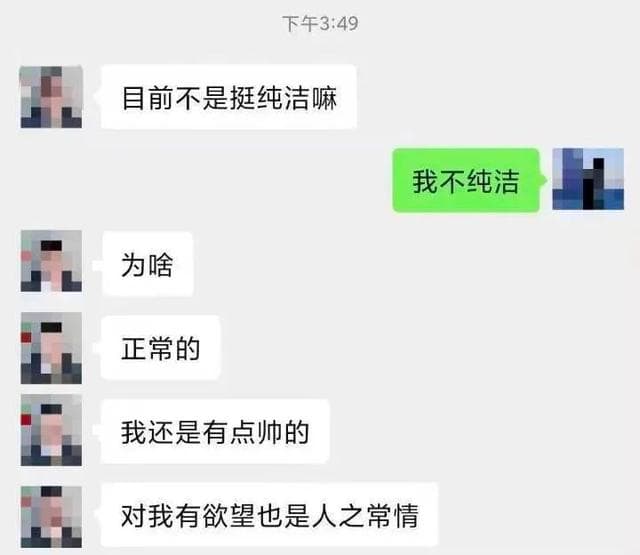 下午3:49
目前不是挺纯洁嘛
我不纯洁
为啥
正常的
我还是有点帅的
对我有欲望也是人之常情